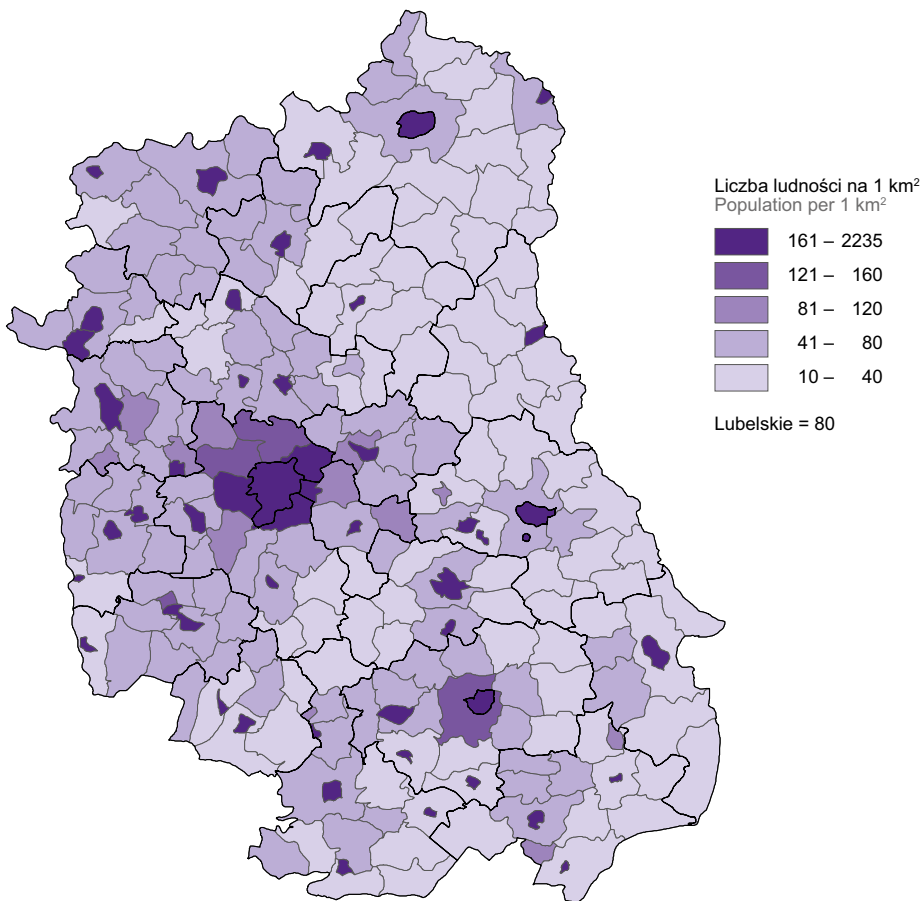 Liczba ludności na 1 km²
Population per 1 km²
161 – 2235
121 – 160
81 – 120
41 – 80
10 – 40
Lubelskie = 80